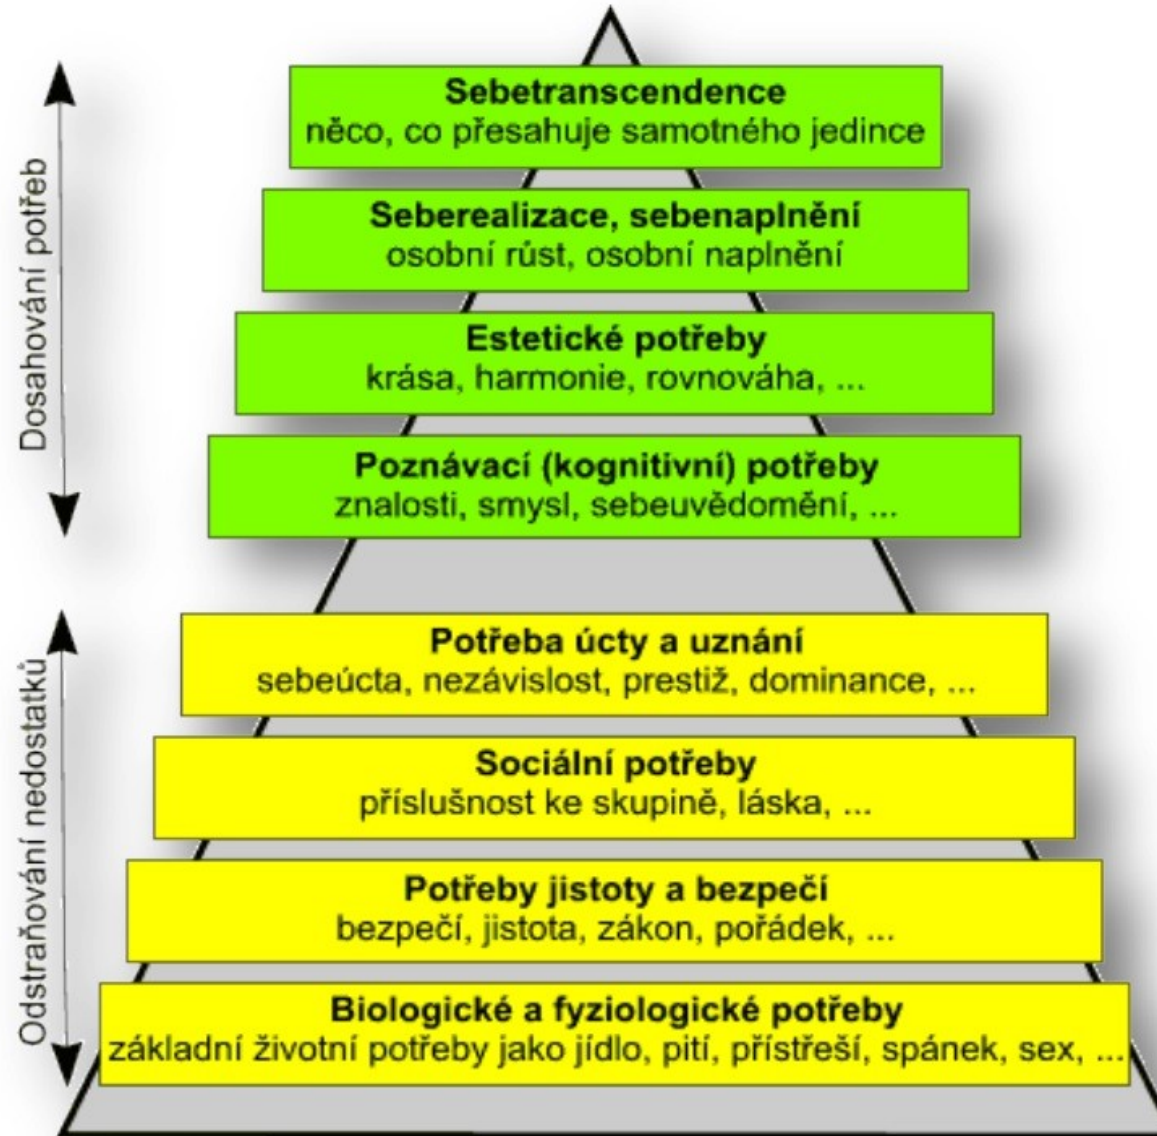 Sebetranscendence
něco, co přesahuje samotného jedince
Seberealizace, sebenaplnění
osobní růst, osobní naplnění
Estetické potřeby
krása, harmonie, rovnováha, ...
Poznávací (kognitivní) potřeby
znalosti, smysl, sebeuvědomění, ...
Dosahování potřeb
Potřeba úcty a uznání
sebeúcta, nezávislost, prestiž, dominance, ...
Sociální potřeby
příslušnost ke skupině, láska, ...
Potřeby jistoty a bezpečí
bezpečí, jistota, zákon, pořádek, ...
Biologické a fyziologické potřeby
základní životní potřeby jako jídlo, pití, přístřeší, spánek, sex, ...
Odstraňování nedostatků